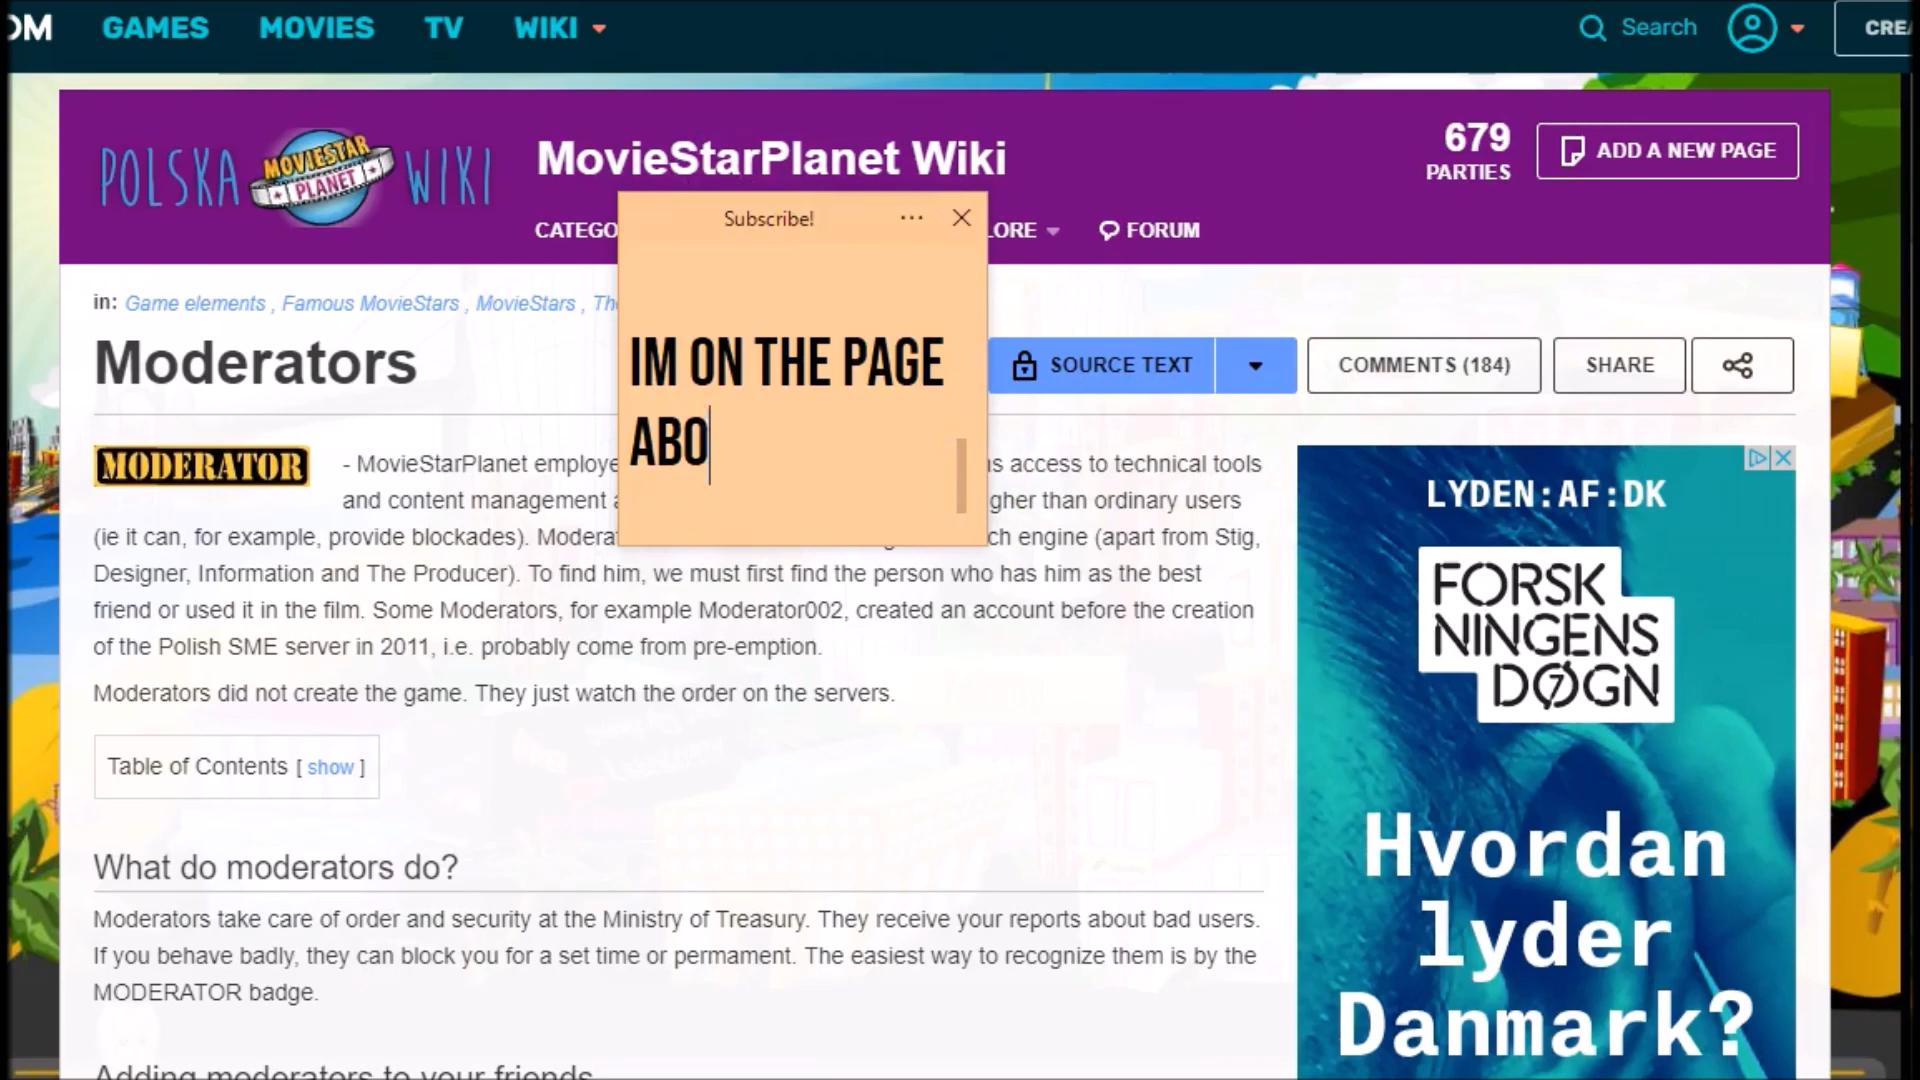 OM GAMES MOVIES TV WIKI Search
POLSKA MOVIESTAR PLANET WIKI
MovieStarPlanet Wiki
679
PARTIES
ADD A NEW PAGE
FORUM
Subscribe!
IM ON THE PAGE
ABO
in: Game elements , Famous MovieStars , MovieStars ,
Moderators
SOURCE TEXT
COMMENTS (184)
SHARE
MODERATOR
- MovieStarPlanet access to technical tools
and content management than ordinary users
(ie it can, for example, provide blockades). engine (apart from Stig,
Designer, Information and The Producer). To find him, we must first find the person who has him as the best
friend or used it in the film. Some Moderators, for example Moderator002, created an account before the creation
of the Polish SME server in 2011, i.e. probably come from pre-emption.
Moderators did not create the game. They just watch the order on the servers.
Table of Contents [ show ]
What do moderators do?
Moderators take care of order and security at the Ministry of Treasury. They receive your reports about bad users.
If you behave badly, they can block you for a set time or permament. The easiest way to recognize them is by the
MODERATOR badge.
Adding moderators to your friends
LYDEN:AF:DK
FORSK
NINGENS
DØGN
Hvordan
lyder
Danmark?